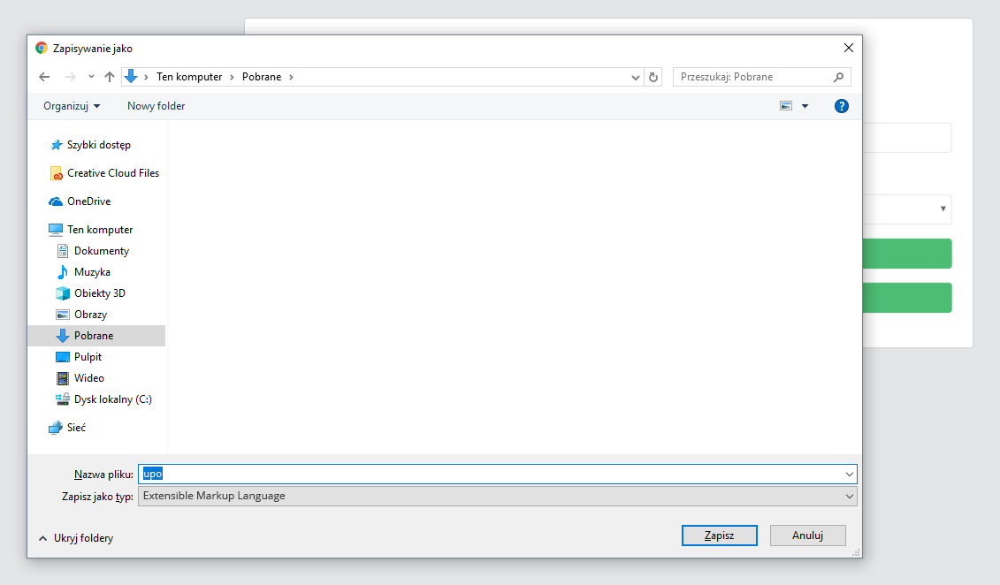 Zapisywanie jako
Ten komputer
Pobrane
Przeszukaj: Pobrane
Organizuj
Nowy folder
?
Szybki dostęp
Creative Cloud Files
OneDrive
Ten komputer
Dokumenty
Muzyka
Obiekty 3D
Obrazy
Pobrane
Pulpit
Wideo
Dysk lokalny (C:)
Sieć
Nazwa pliku: upo
Zapisz jako typ: Extensible Markup Language
Ukryj foldery
Zapisz
Anuluj